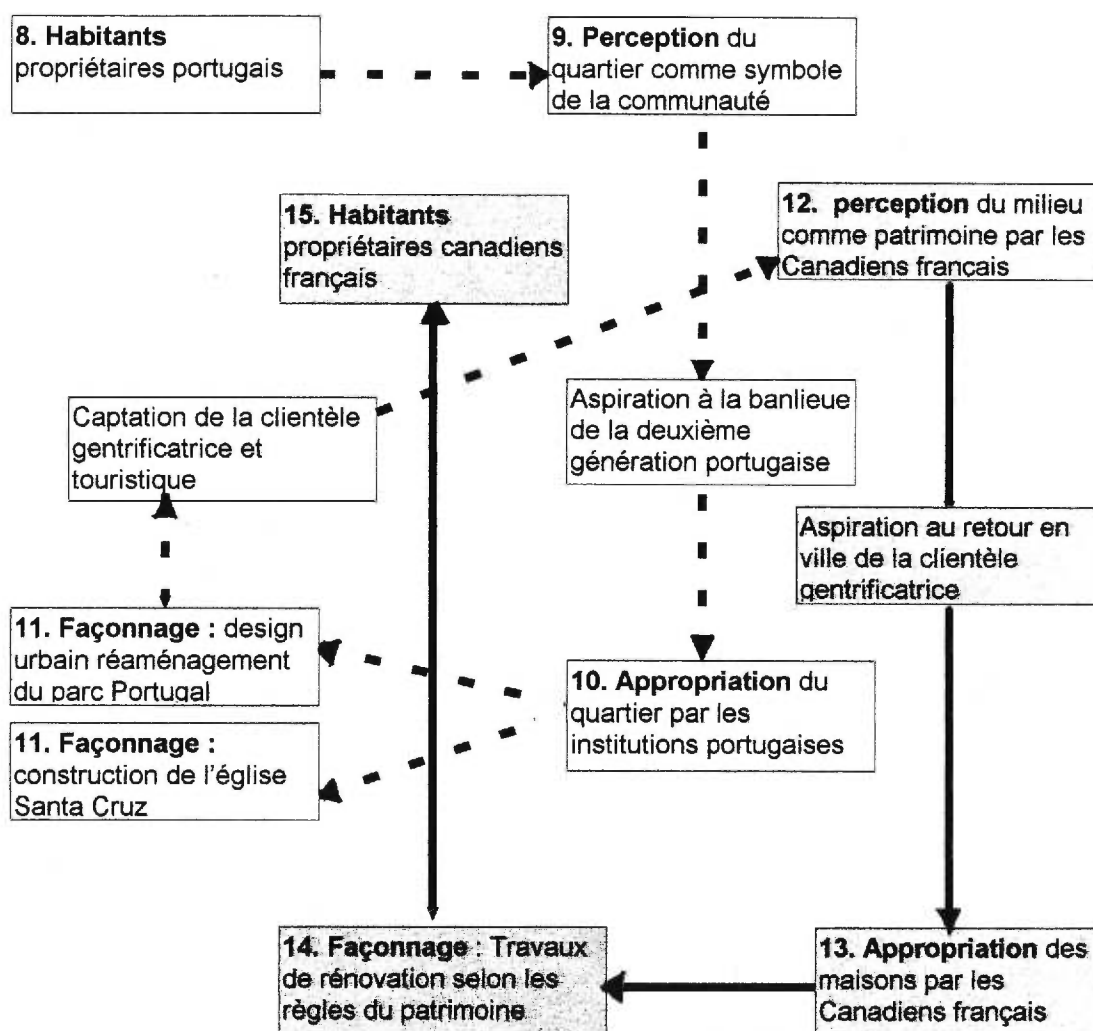 8. Habitants
propriétaires portugais
9. Perception du
quartier comme symbole
de la communauté
15. Habitants
propriétaires canadiens
français
12. perception du milieu
comme patrimoine par les
Canadiens français
Captation de la clientèle
gentrificatrice et
touristique
Aspiration à la banlieue
de la deuxième
génération portugaise
Aspiration au retour en
ville de la clientèle
gentrificatrice
11. Façonnage : design
urbain réaménagement
du parc Portugal
10. Appropriation du
quartier par les
institutions portugaises
11. Façonnage :
construction de l'église
Santa Cruz
14. Façonnage : Travaux
de rénovation selon les
règles du patrimoine
13. Appropriation des
maisons par les
Canadiens français